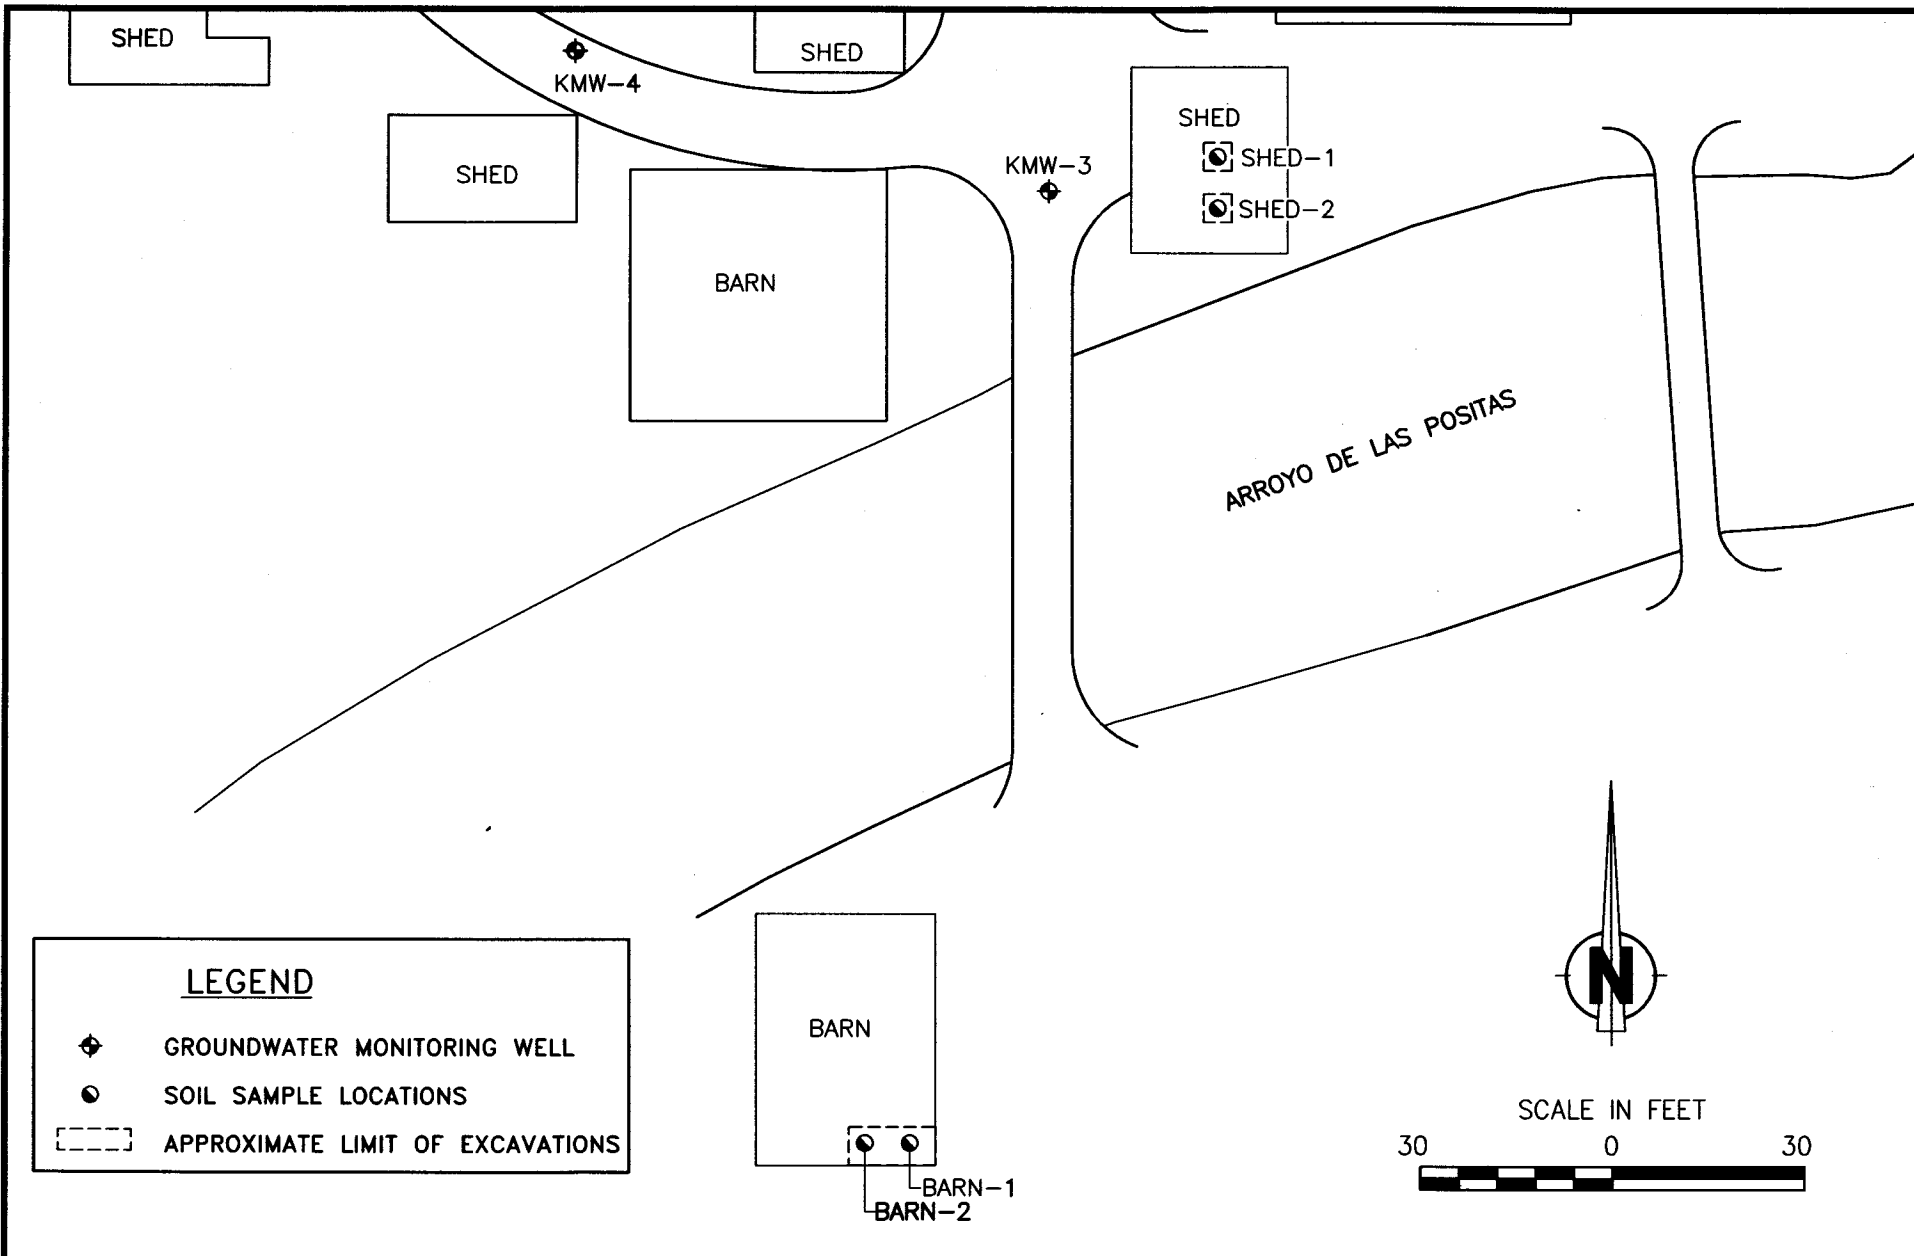 SHED
SHED
KMW-4
SHED
SHED-1
SHED-2
KMW-3
SHED
BARN
ARROYO DE LAS POSITAS
LEGEND
GROUNDWATER MONITORING WELL
SOIL SAMPLE LOCATIONS
APPROXIMATE LIMIT OF EXCAVATIONS
BARN
BARN-1
BARN-2
N
SCALE IN FEET
30 0 30